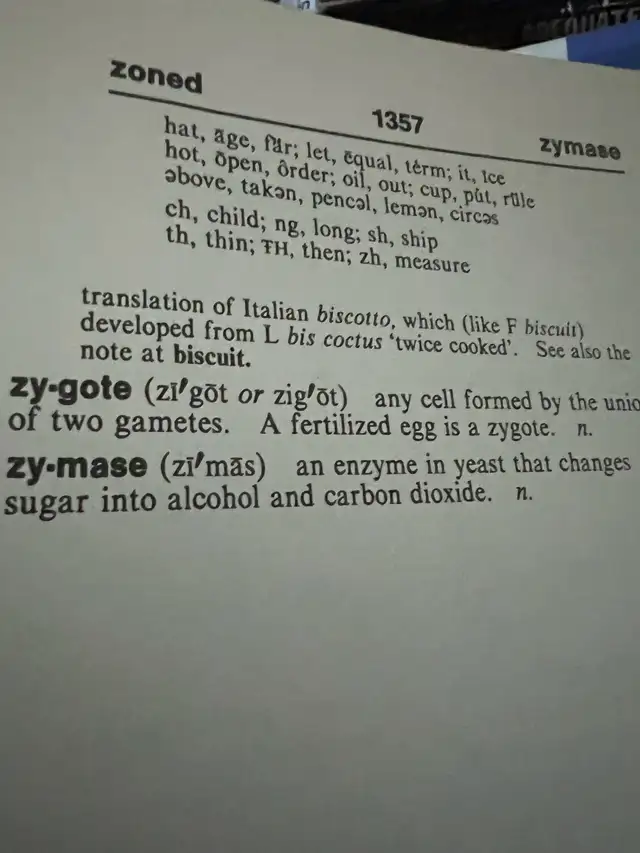 zoned
1357
zymase
hat, āge, fär; let, ēqual, tėrm; it, īce
hot, ōpen, ôrder; oil, out; cup, pu̇t, rüle
əbove, takən, pencəl, lemən, circəs
ch, child; ng, long; sh, ship
th, thin; ŦH, then; zh, measure
translation of Italian biscotto, which (like F biscuit)
developed from L bis coctus ‘twice cooked’. See also the
note at biscuit.
zy·gote (zī′gōt or zig′ōt) any cell formed by the unio
of two gametes. A fertilized egg is a zygote. n.
zy·mase (zī′mās) an enzyme in yeast that changes
sugar into alcohol and carbon dioxide. n.